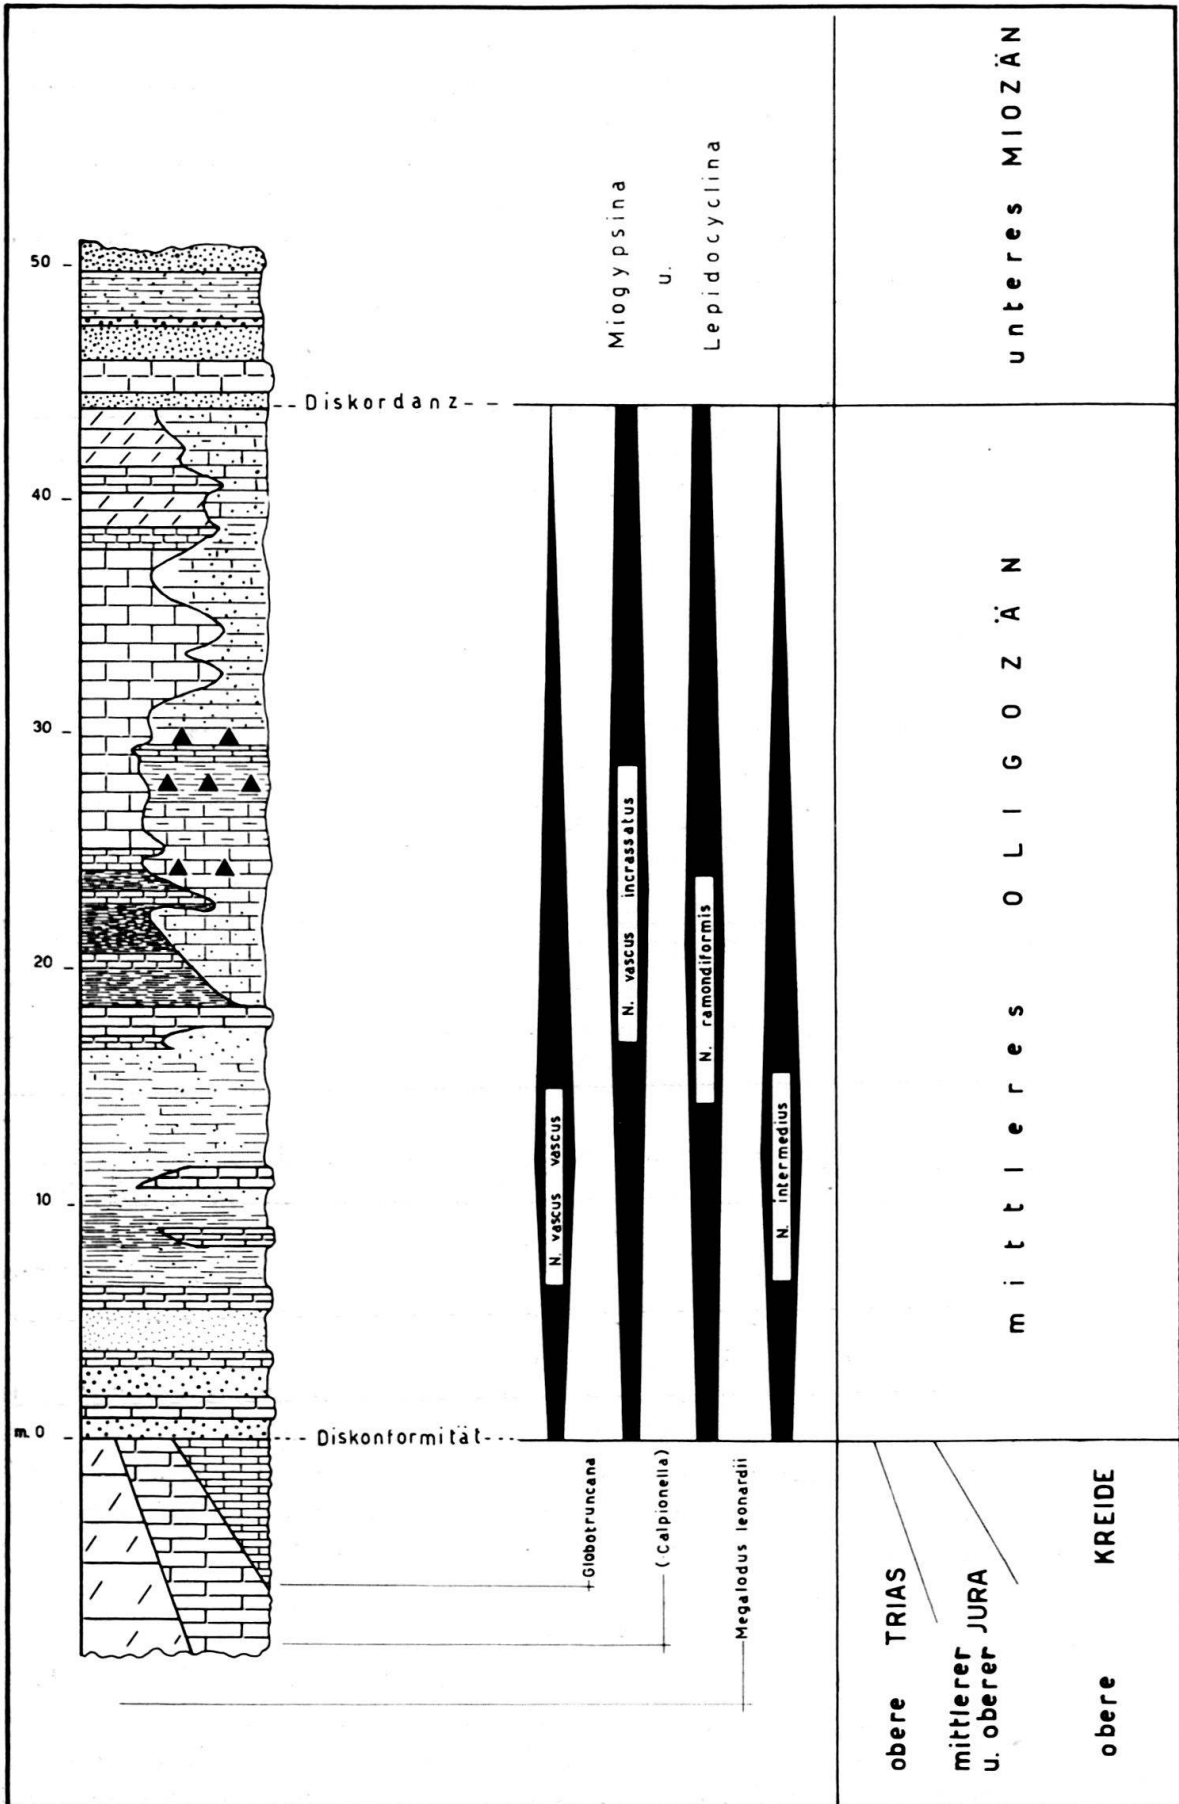 50
40
30
20
10
m. 0
--Diskordanz--
--Diskonformität---
Miogypsina
u.
Lepidocyclina
N. vascus vascus
N. vascus incrassatus
N. ramondiformis
N. intermedius
Globotruncana
(Calpionella)
Megalodus leonardii
unteres MIOZÄN
mittleres OLIGOZÄN
obere TRIAS
mittlerer
u. oberer JURA
obere KREIDE